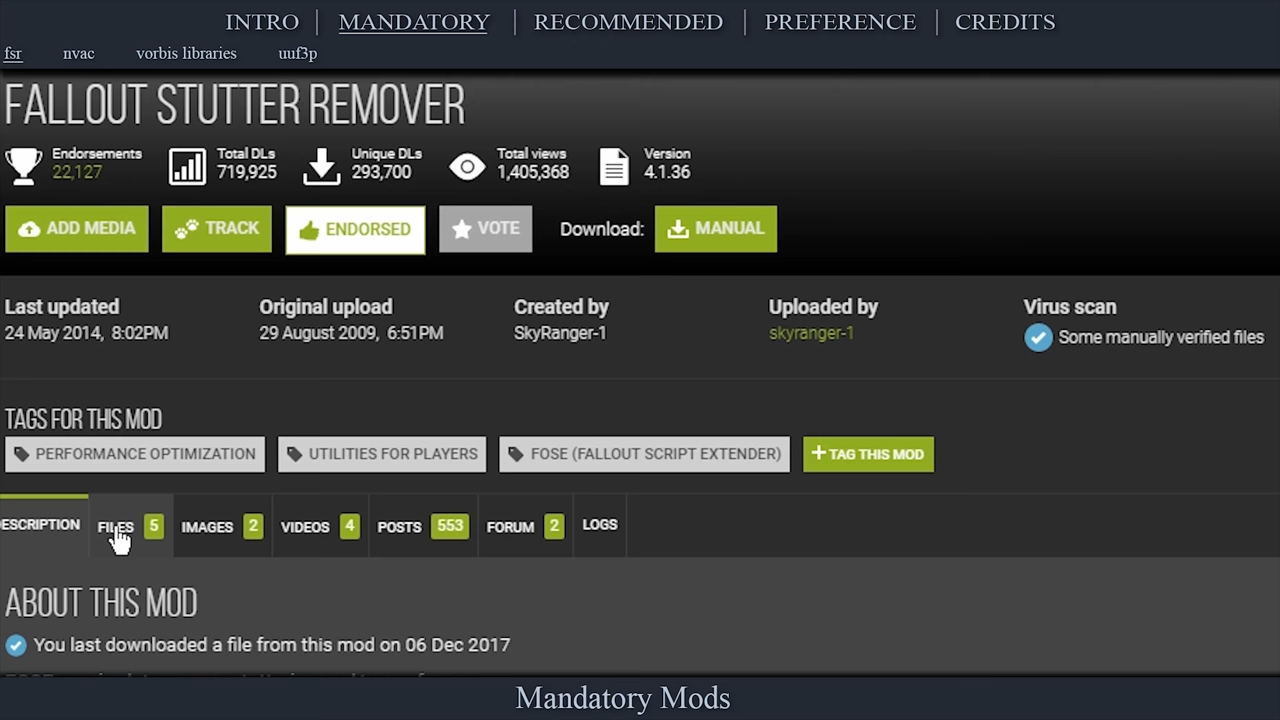 INTRO | MANDATORY | RECOMMENDED | PREFERENCE | CREDITS
fsr nvac vorbis libraries uuf3p
FALLOUT STUTTER REMOVER
Endorsements Total DLs Unique DLs Total views Version
22,127 719,925 293,700 1,405,368 4.1.36
ADD MEDIA TRACK ENDORSED VOTE Download: MANUAL
Last updated Original upload Created by Uploaded by Virus scan
24 May 2014, 8:02PM 29 August 2009, 6:51PM SkyRanger-1 skyranger-1 Some manually verified files
TAGS FOR THIS MOD
PERFORMANCE OPTIMIZATION UTILITIES FOR PLAYERS FOSE (FALLOUT SCRIPT EXTENDER) +TAG THIS MOD
ESCRIPTION FILES 5 IMAGES 2 VIDEOS 4 POSTS 553 FORUM 2 LOGS
ABOUT THIS MOD
You last downloaded a file from this mod on 06 Dec 2017
Mandatory Mods